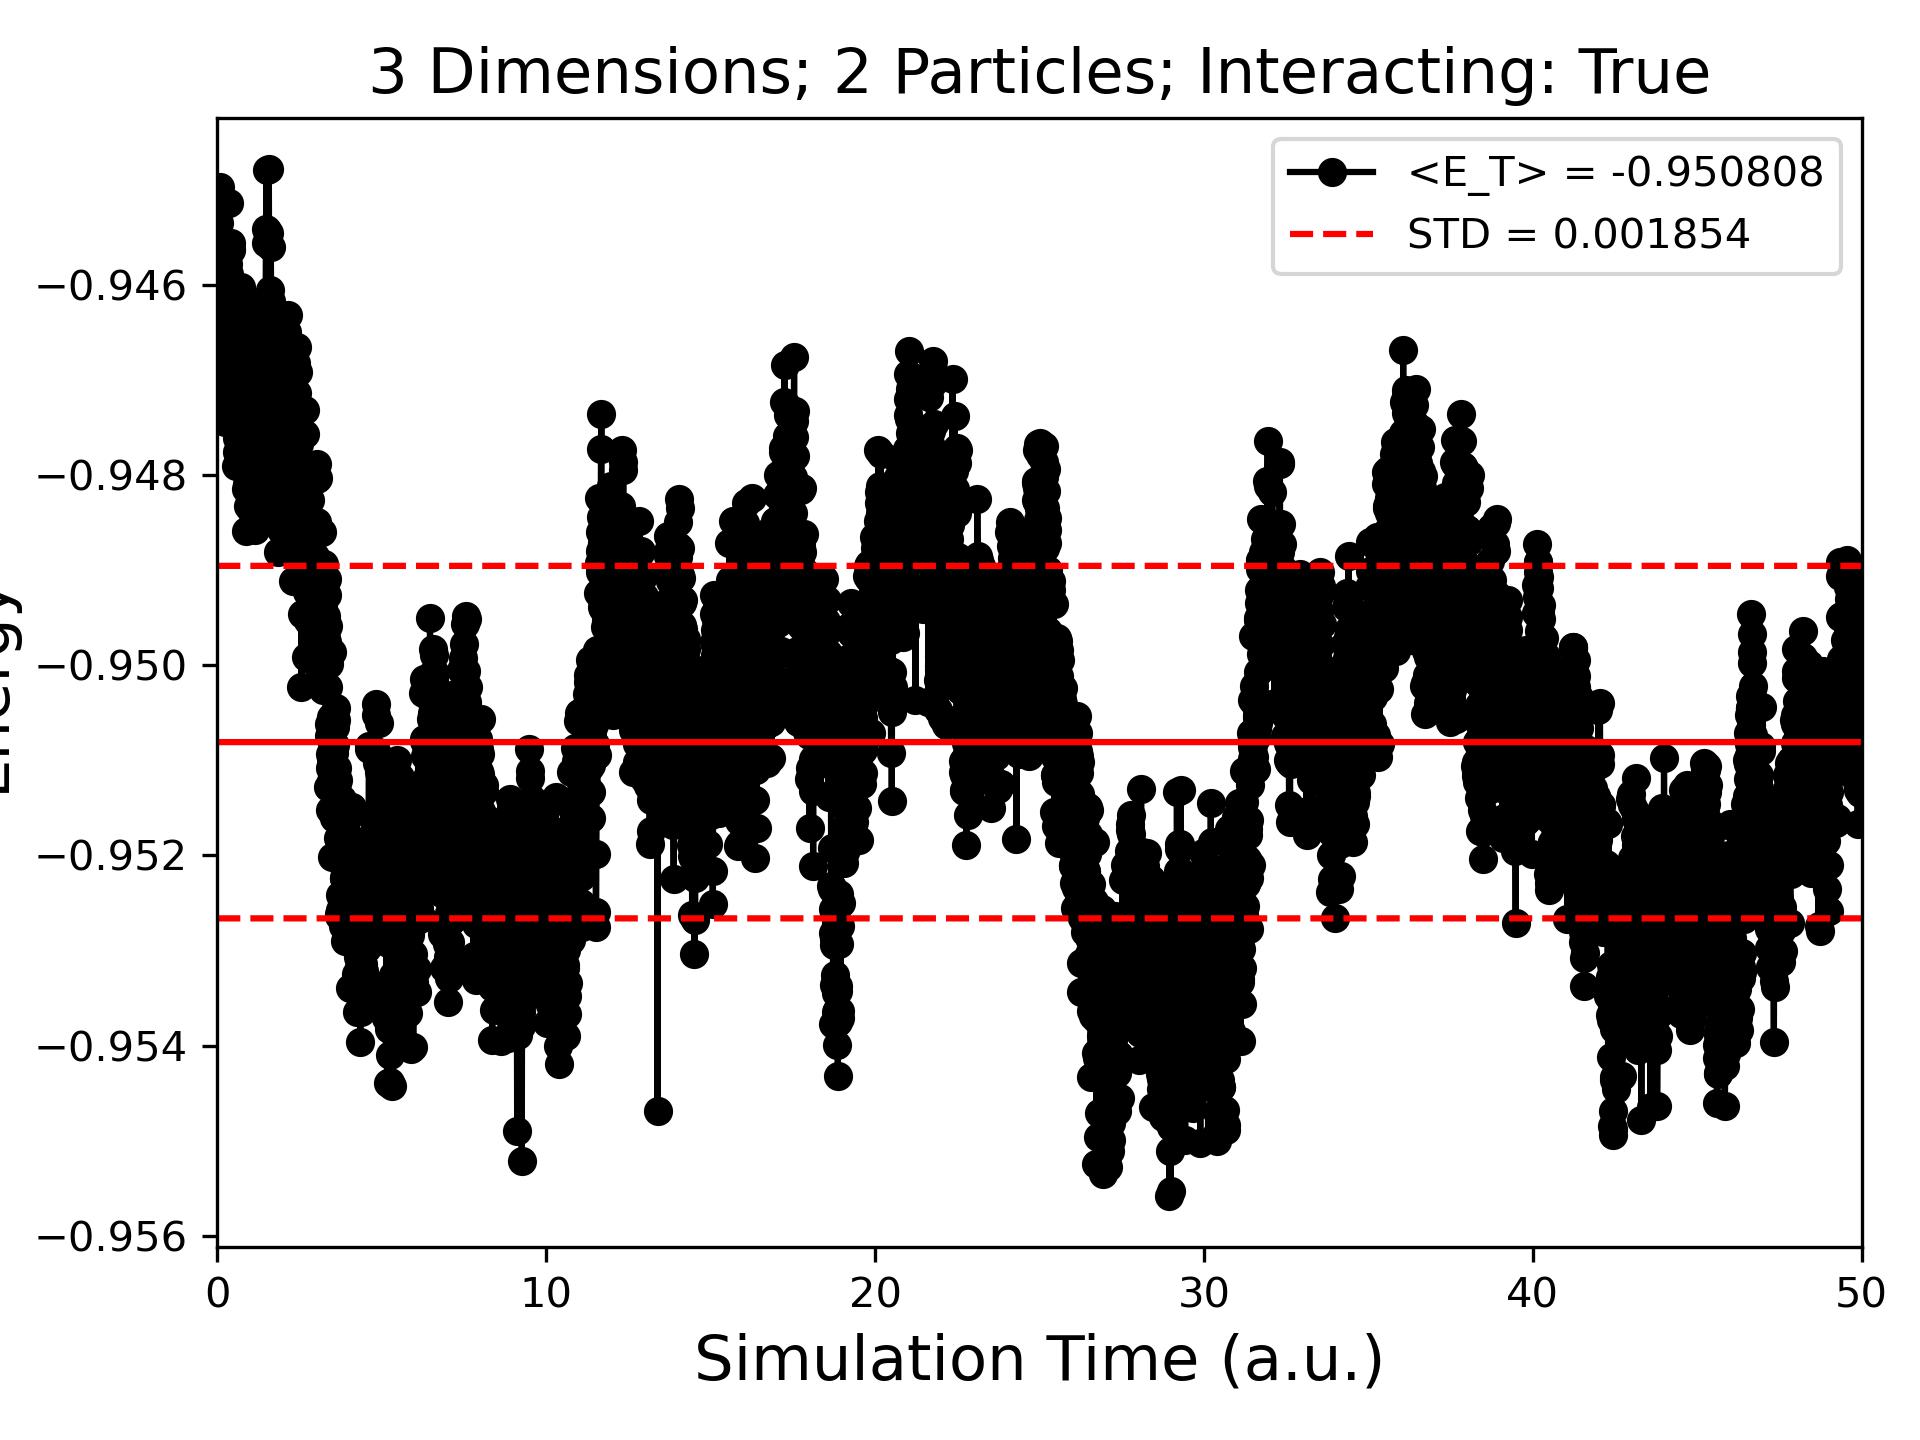 3 Dimensions; 2 Particles; Interacting: True
<E_T> = -0.950808
STD = 0.001854
−0.946
−0.948
−0.950
−0.952
−0.954
−0.956
Energy
0 10 20 30 40 50
Simulation Time (a.u.)